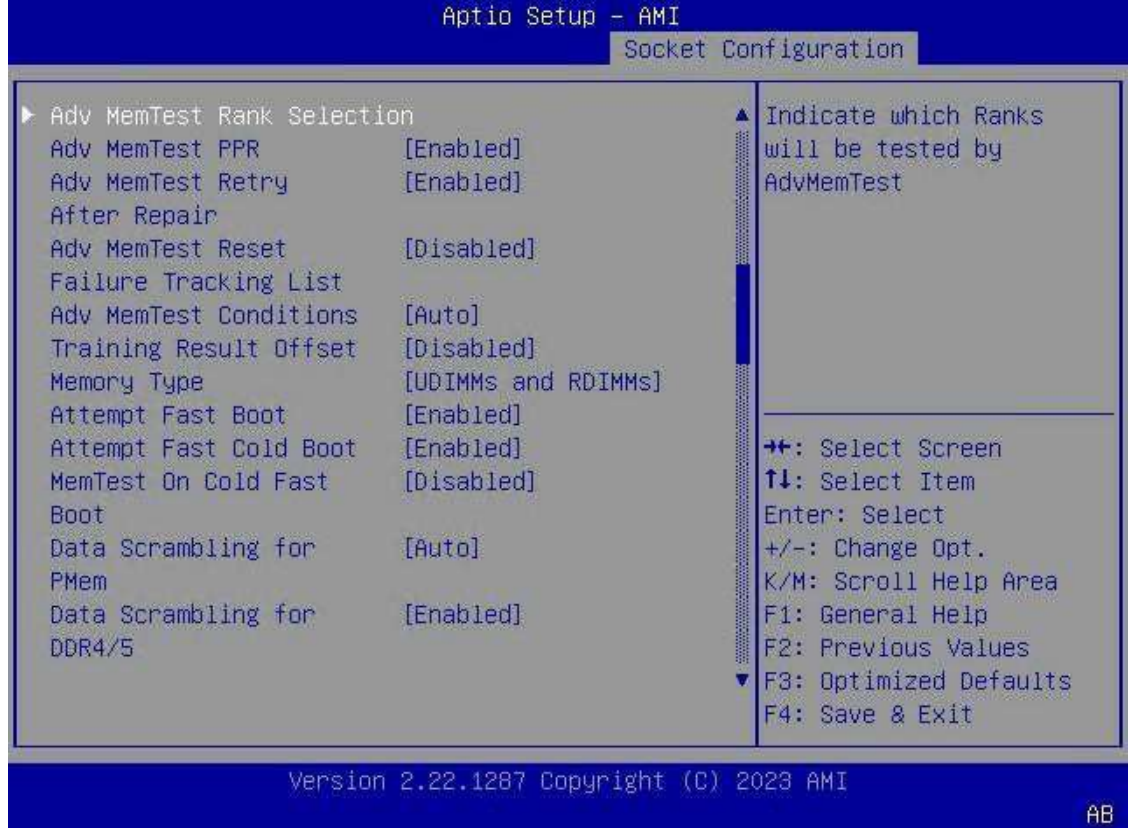 Aptio Setup – AMI
Socket Configuration
Adv MemTest Rank Selection
Adv MemTest PPR [Enabled]
Adv MemTest Retry [Enabled]
After Repair
Adv MemTest Reset [Disabled]
Failure Tracking List
Adv MemTest Conditions [Auto]
Training Result Offset [Disabled]
Memory Type [UDIMMs and RDIMMs]
Attempt Fast Boot [Enabled]
Attempt Fast Cold Boot [Enabled]
MemTest On Cold Fast [Disabled]
Boot
Data Scrambling for [Auto]
PMem
Data Scrambling for [Enabled]
DDR4/5
Indicate which Ranks
will be tested by
AdvMemTest
→←: Select Screen
↑↓: Select Item
Enter: Select
+/-: Change Opt.
K/M: Scroll Help Area
F1: General Help
F2: Previous Values
F3: Optimized Defaults
F4: Save & Exit
Version 2.22.1287 Copyright (C) 2023 AMI
AB